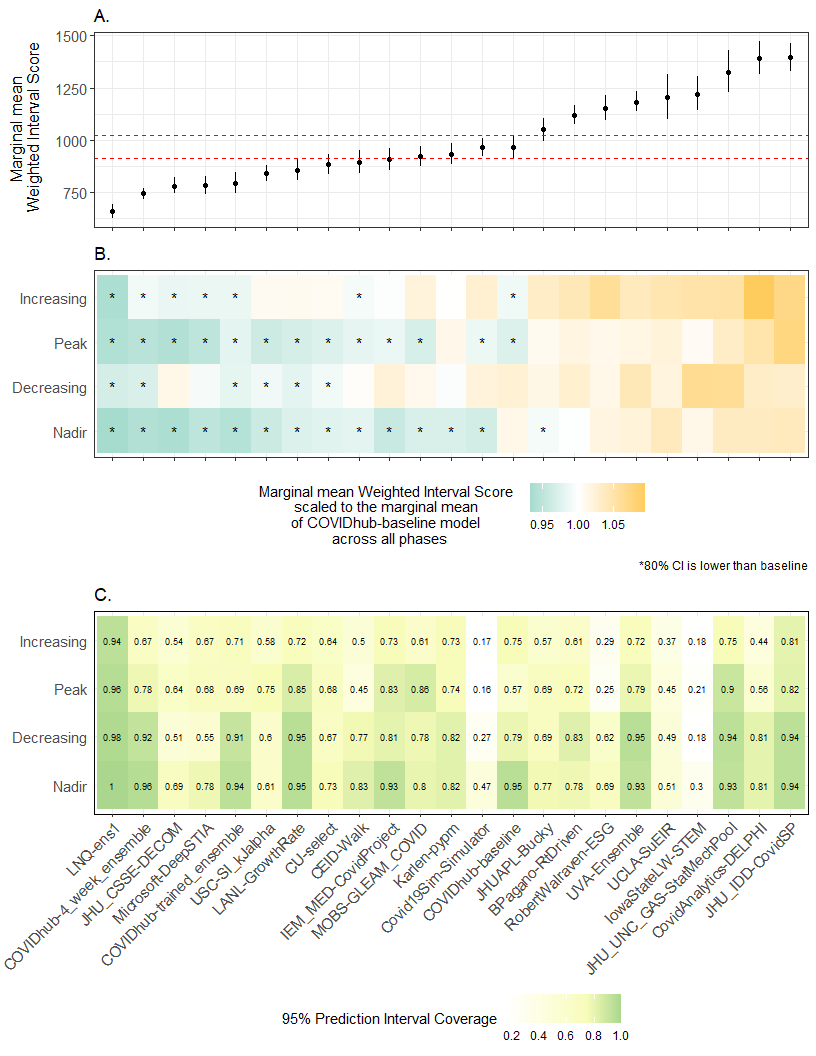 A.
1500
1250
1000
750
Marginal mean
Weighted Interval Score
B.
Increasing * * * * * * *
Peak * * * * * * * * * * * * *
Decreasing * * * * * *
Nadir * * * * * * * * * * * * * *
Marginal mean Weighted Interval Score
scaled to the marginal mean
of COVIDhub-baseline model
across all phases
0.95 1.00 1.05
*80% CI is lower than baseline
C.
Increasing 0.94 0.67 0.54 0.67 0.71 0.58 0.72 0.64 0.5 0.73 0.61 0.73 0.17 0.75 0.57 0.61 0.29 0.72 0.37 0.18 0.75 0.44 0.81
Peak 0.96 0.78 0.64 0.68 0.69 0.75 0.85 0.68 0.45 0.83 0.86 0.74 0.16 0.57 0.69 0.72 0.25 0.79 0.45 0.21 0.9 0.56 0.82
Decreasing 0.98 0.92 0.51 0.55 0.91 0.6 0.95 0.67 0.77 0.81 0.78 0.82 0.27 0.79 0.69 0.83 0.62 0.95 0.49 0.18 0.94 0.81 0.94
Nadir 1 0.96 0.69 0.78 0.94 0.61 0.95 0.73 0.83 0.93 0.8 0.82 0.47 0.95 0.77 0.78 0.69 0.93 0.51 0.3 0.93 0.81 0.94
LNQ-ens1
COVIDhub-4_week_ensemble
JHU_CSSE-DECOM
Microsoft-DeepSTIA
COVIDhub-trained_ensemble
USC-SI_kJalpha
LANL-GrowthRate
CU-select
CEID-Walk
IEM_MED-CovidProject
MOBS-GLEAM_COVID
Karlen-pypm
Covid19Sim-Simulator
COVIDhub-baseline
JHUAPL-Bucky
BPagano-RtDriven
RobertWalraven-ESG
UVA-Ensemble
UCLA-SuEIR
IowaStateLW-STEM
JHU_UNC_GAS-StatMechPool
CovidAnalytics-DELPHI
JHU_IDD-CovidSP
95% Prediction Interval Coverage
0.2 0.4 0.6 0.8 1.0